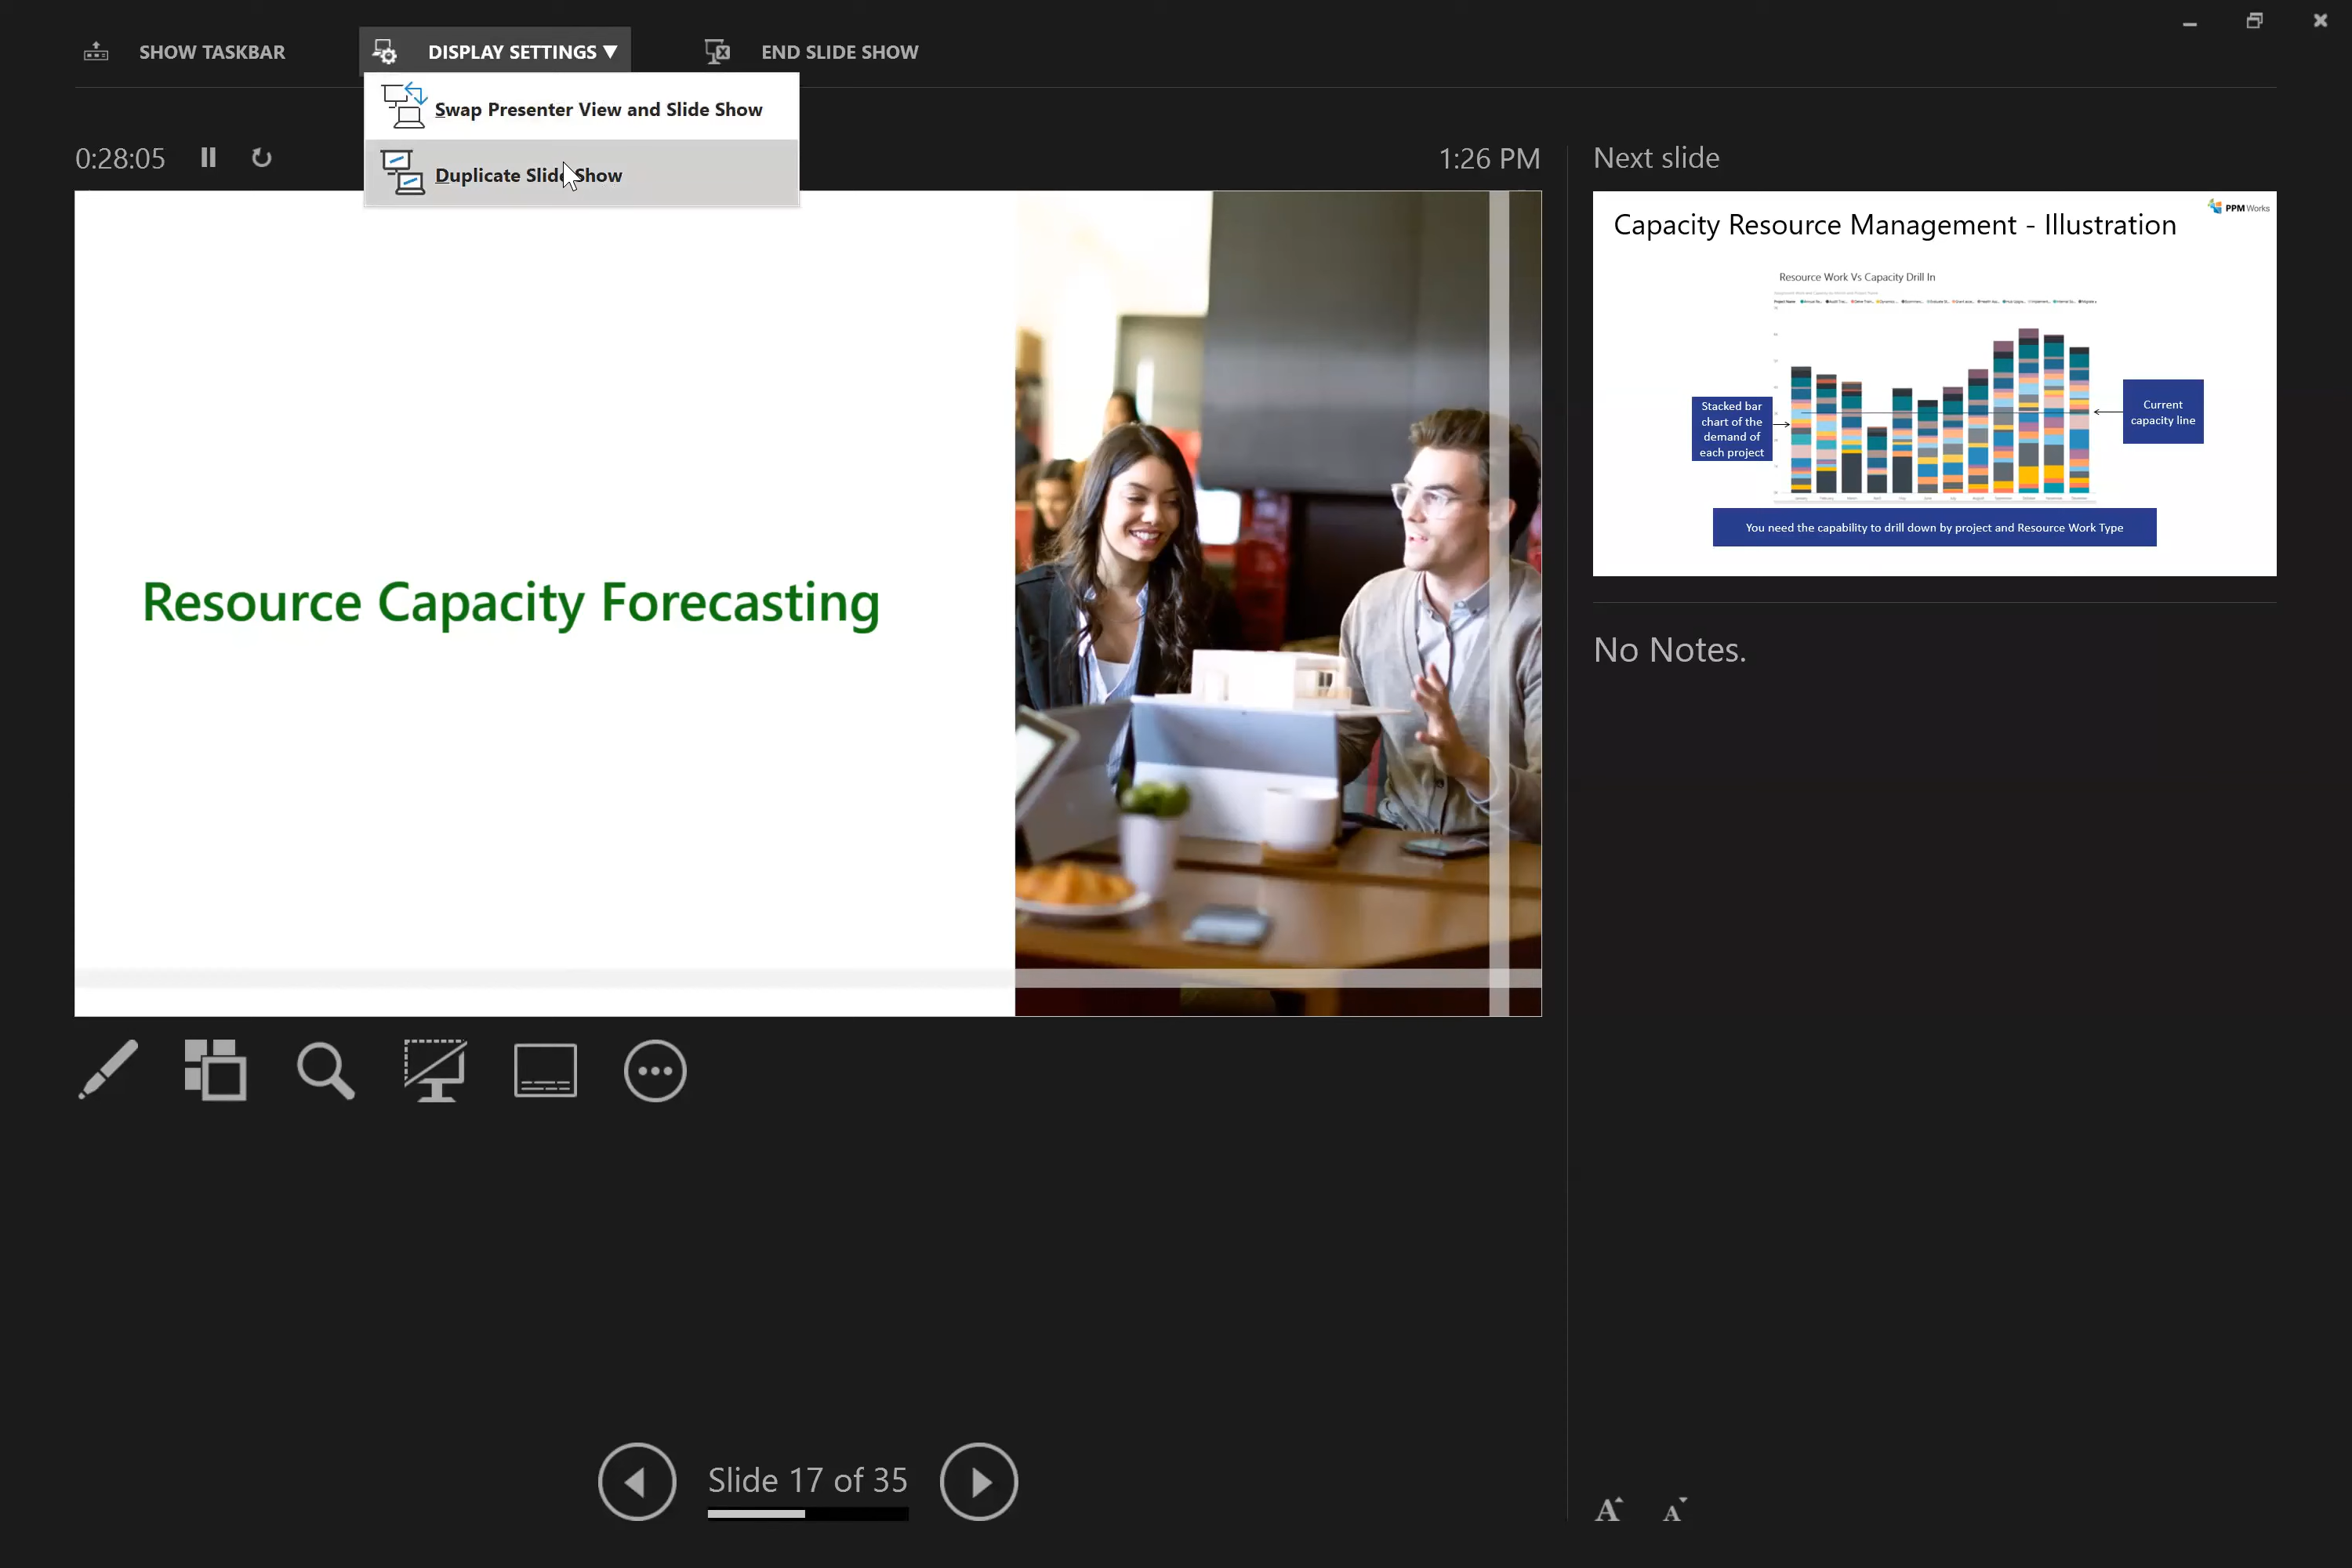 SHOW TASKBAR
DISPLAY SETTINGS ▼
END SLIDE SHOW
Swap Presenter View and Slide Show
Duplicate Slide Show
0:28:05
1:26 PM
Resource Capacity Forecasting
Slide 17 of 35
Next slide
PPM Works
Capacity Resource Management - Illustration
Resource Work Vs Capacity Drill In
Project Name
Stacked bar
chart of the
demand of
each project
Current
capacity line
You need the capability to drill down by project and Resource Work Type
No Notes.
A A